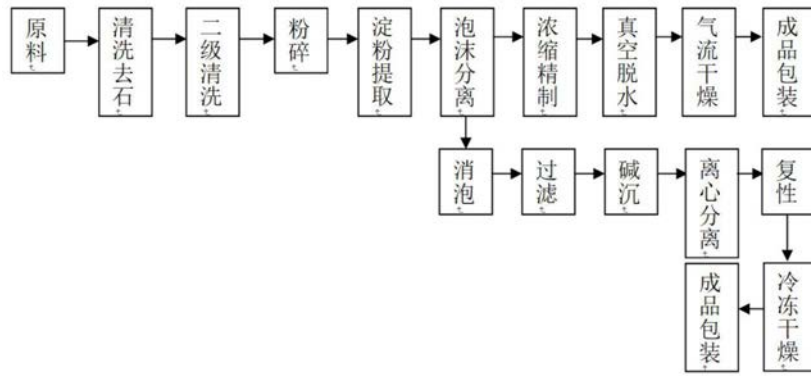 原料
清洗去石
二级清洗
粉碎
淀粉提取
泡沫分离
浓缩精制
真空脱水
气流干燥
成品包装
消泡
过滤
碱沉
离心分离
复性
冷冻干燥
成品包装